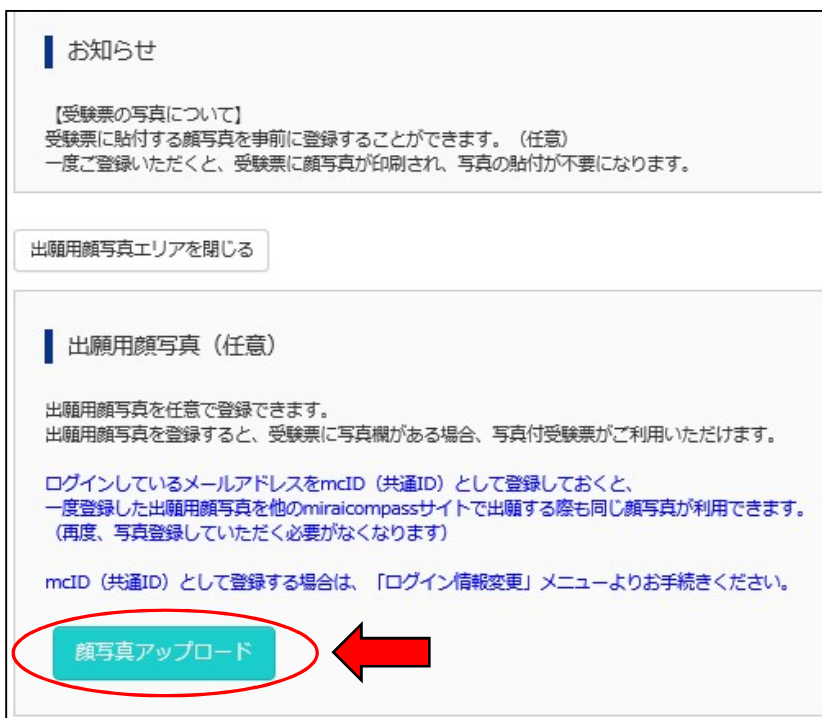 お知らせ
【受験票の写真について】
受験票に貼付する顔写真を事前に登録することができます。（任意）
一度ご登録いただくと、受験票に顔写真が印刷され、写真の貼付が不要になります。
出願用顔写真エリアを閉じる
出願用顔写真（任意）
出願用顔写真を任意で登録できます。
出願用顔写真を登録すると、受験票に写真欄がある場合、写真付受験票がご利用いただけます。
ログインしているメールアドレスをmcID（共通ID）として登録しておくと、
一度登録した出願用顔写真を他のmiraicompassサイトで出願する際も同じ顔写真が利用できます。
（再度、写真登録していただく必要がなくなります）
mcID（共通ID）として登録する場合は、「ログイン情報変更」メニューよりお手続きください。
顔写真アップロード